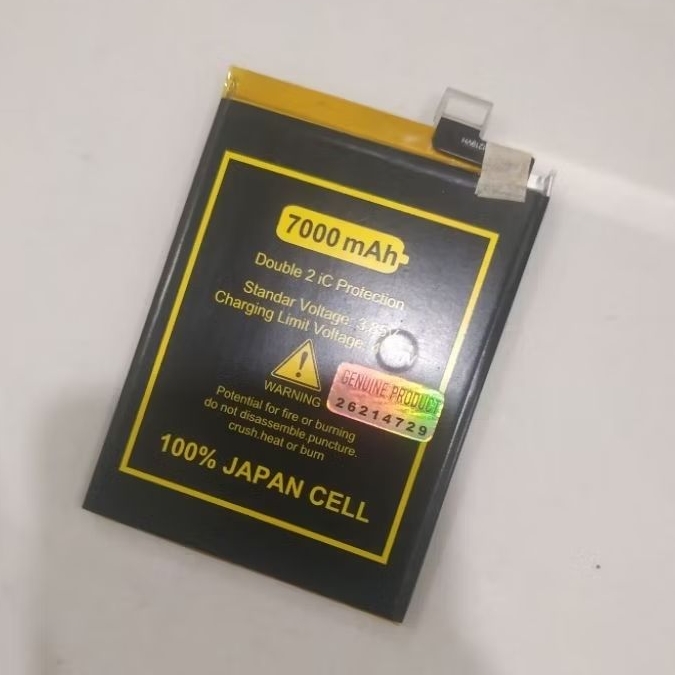 7000 mAh
Double 2 iC Protection
Standar Voltage: 3.85V
Charging Limit Voltage:
WARNING
GENUINE PRODUCT
26214729
Potential for fire or burning
do not disassemble,puncture.
crush,heat or burn
100% JAPAN CELL